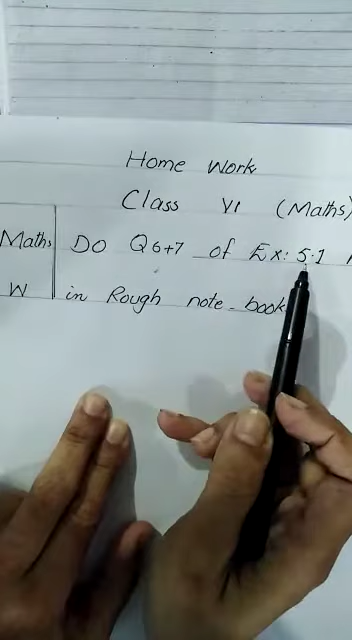 Home Work
Class VI (Maths)
Maths Do Q6+7 of Ex: 5.1
W in Rough note-book